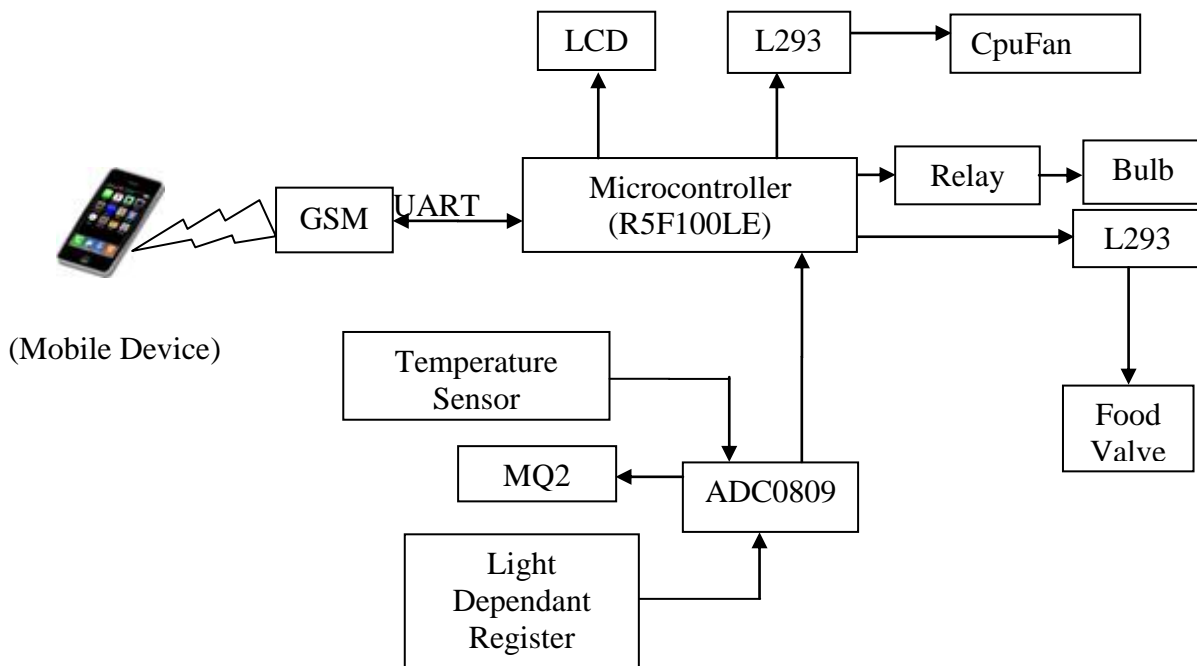 LCD
L293
CpuFan
Microcontroller
(R5F100LE)
Relay
Bulb
GSM
UART
L293
(Mobile Device)
Temperature
Sensor
Food
Valve
MQ2
ADC0809
Light
Dependant
Register